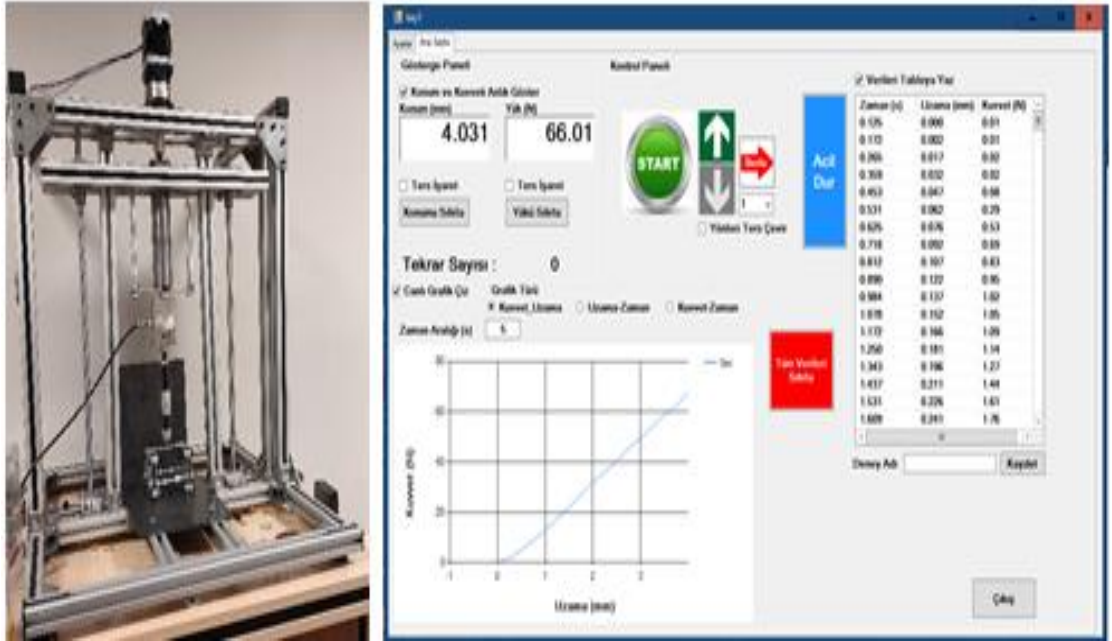 Ana Sayfa
Gösterge Paneli
Kontrol Paneli
Konum ve Kuvveti Anlık Göster
Konum (mm) Yük (N)
4.031 66.01
Ters İşaret Ters İşaret
Konumu Sıfırla Yükü Sıfırla
START
1
Yönleri Ters Çevir
Acil
Dur
Tekrar Sayısı : 0
Canlı Grafik Çiz Grafik Türü
Kuvvet_Uzama Uzama-Zaman Kuvvet-Zaman
Zaman Aralığı (s) 5
Kuvvet (N)
60
40
20
0
-1 0 1 2 3
Uzama (mm)
Tüm Verileri
Sıfırla
Verileri Tabloya Yaz
Zaman (s) Uzama (mm) Kuvvet (N)
0.125 0.000 0.01
0.172 0.002 0.01
0.265 0.017 0.02
0.359 0.032 0.02
0.453 0.047
0.531 0.062 0.29
0.625 0.076 0.53
0.718 0.092 0.69
0.812 0.107 0.83
0.890 0.122 0.95
0.984 0.137 1.02
1.078 0.152 1.05
1.172 0.166 1.09
1.250 0.181 1.14
1.343 0.196 1.27
1.437 0.211 1.44
1.531 0.226 1.61
1.609 0.241 1.76
Deney Adı Kaydet
Çıkış